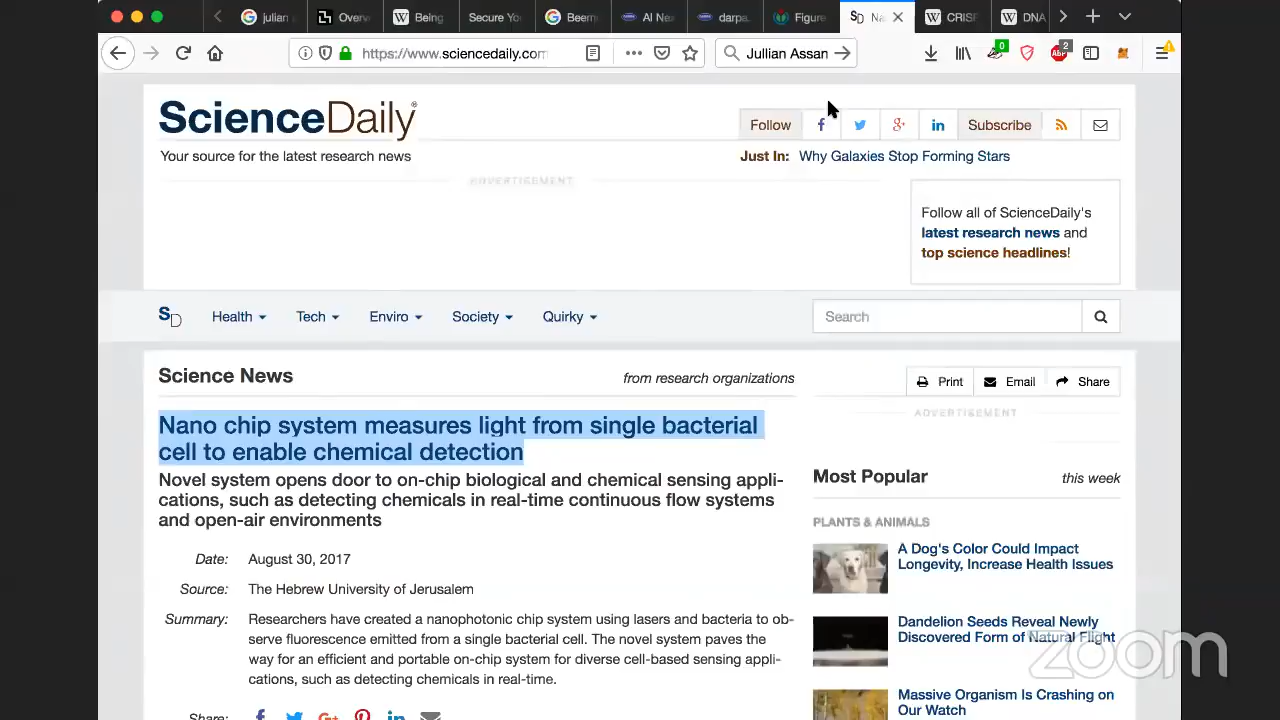 julian
Overv
Being
Secure Yo
Beem
AI Ne
darpa
Figure
Na
CRIS
DNA
https://www.sciencedaily.com
Jullian Assan
0
2
ScienceDaily
Your source for the latest research news
Follow
Subscribe
Just In: Why Galaxies Stop Forming Stars
ADVERTISEMENT
Follow all of ScienceDaily's
latest research news and
top science headlines!
SD
Health
Tech
Enviro
Society
Quirky
Search
Science News
from research organizations
Print
Email
Share
ADVERTISEMENT
Nano chip system measures light from single bacterial
cell to enable chemical detection
Novel system opens door to on-chip biological and chemical sensing appli-
cations, such as detecting chemicals in real-time continuous flow systems
and open-air environments
Date: August 30, 2017
Source: The Hebrew University of Jerusalem
Summary: Researchers have created a nanophotonic chip system using lasers and bacteria to ob-
serve fluorescence emitted from a single bacterial cell. The novel system paves the
way for an efficient and portable on-chip system for diverse cell-based sensing appli-
cations, such as detecting chemicals in real-time.
Share:
Most Popular
this week
PLANTS & ANIMALS
A Dog's Color Could Impact
Longevity, Increase Health Issues
Dandelion Seeds Reveal Newly
Discovered Form of Natural Flight
Massive Organism Is Crashing on
Our Watch
zoom